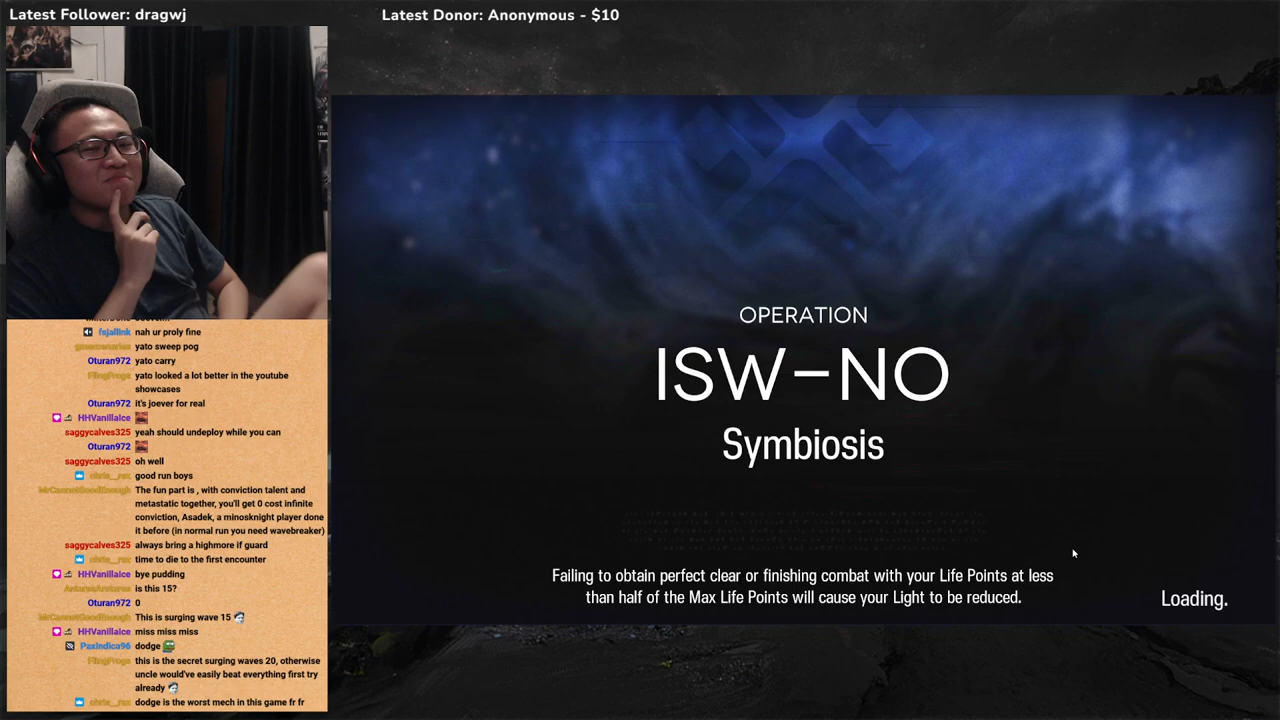 Latest Follower: dragwj
Latest Donor: Anonymous - $10
fsjallink nah ur proly fine
yato sweep pog
Oturan972 yato carry
FlingFrogs yato looked a lot better in the youtube
showcases
Oturan972 it's joever for real
HHVanillaIce
saggycalves325 yeah should undeploy while you can
Oturan972
saggycalves325 oh well
chris__rax good run boys
MrCannotGoodEnough The fun part is , with conviction talent and
metastatic together, you'll get 0 cost infinite
conviction, Asadek, a minosknight player done
it before (in normal run you need wavebreaker)
saggycalves325 always bring a highmore if guard
chris__rax time to die to the first encounter
HHVanillaIce bye pudding
is this 15?
Oturan972 0
MrCannotGoodEnough This is surging wave 15
HHVanillaIce miss miss miss
PaxIndica96 dodge
FlingFrogs this is the secret surging waves 20, otherwise
uncle would've easily beat everything first try
already
chris__rax dodge is the worst mech in this game fr fr
OPERATION
ISW-NO
Symbiosis
Failing to obtain perfect clear or finishing combat with your Life Points at less
than half of the Max Life Points will cause your Light to be reduced.
Loading.